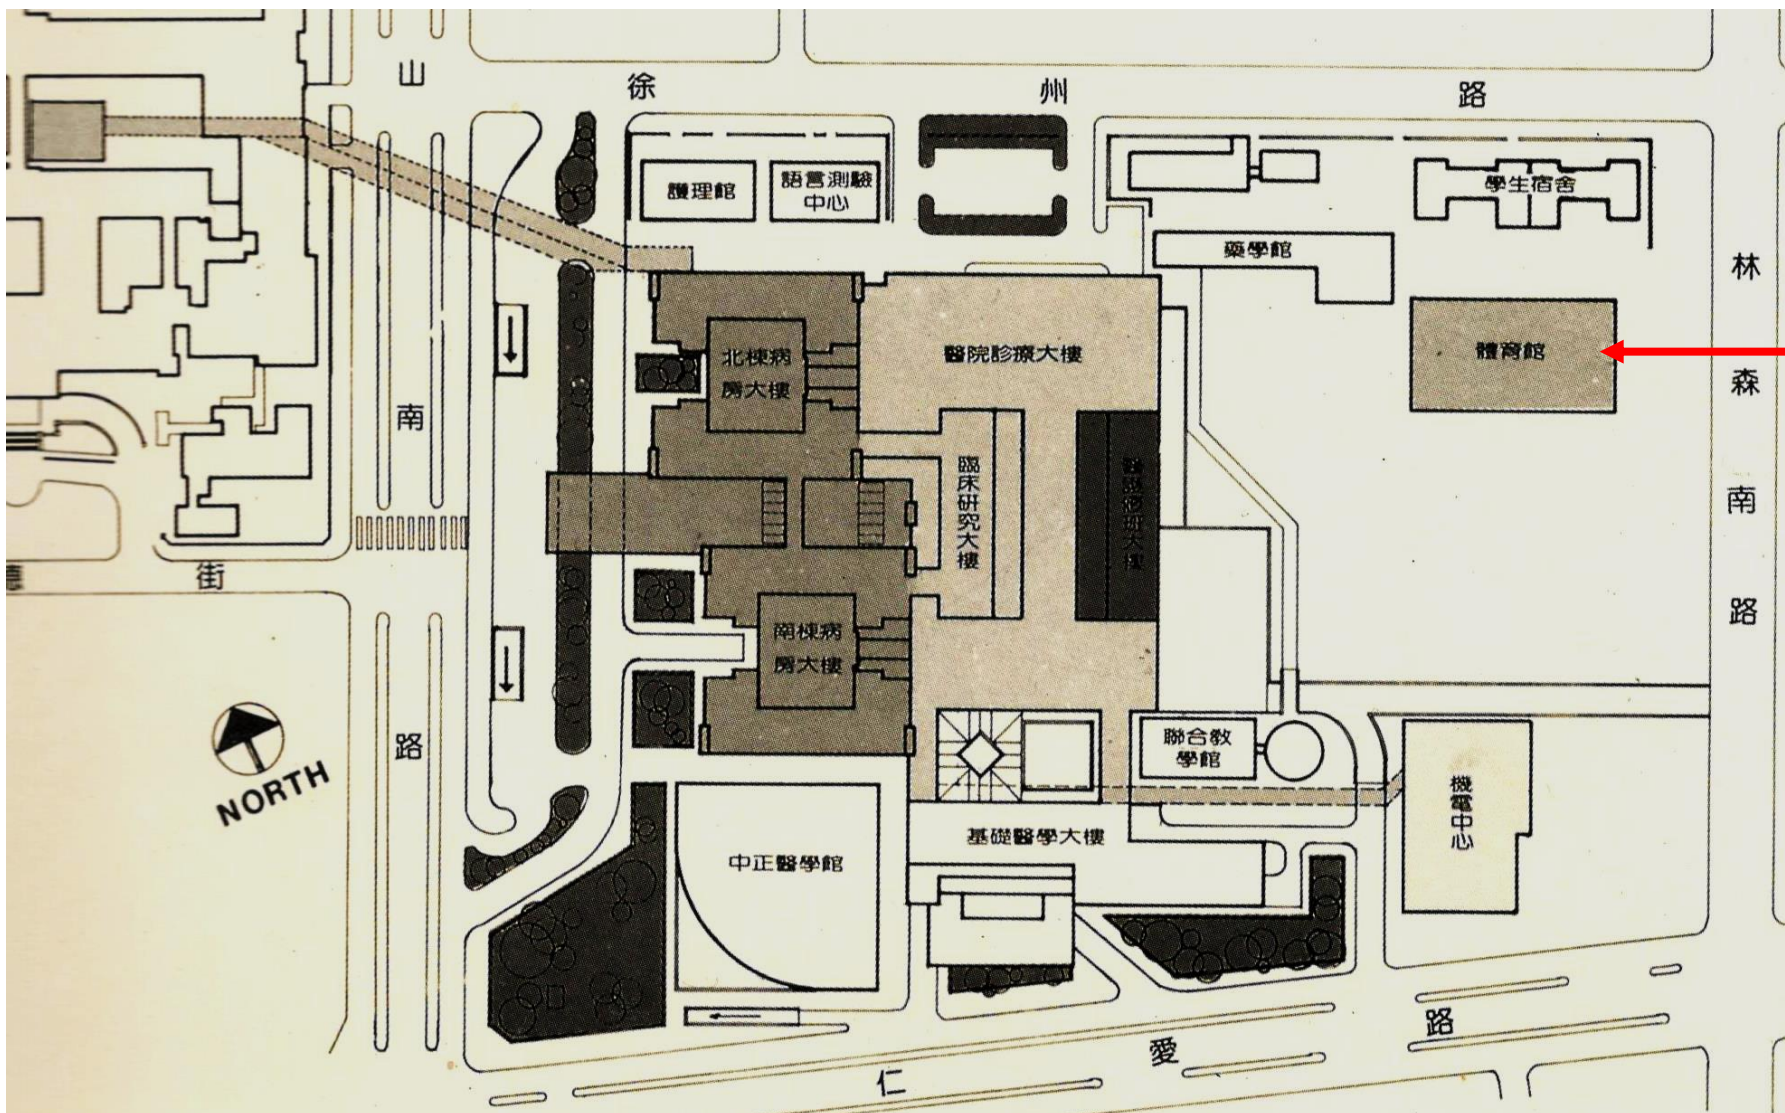 徐州路
山南路
護理館
語言測驗
中心
學生宿舍
藥學館
林森南路
北棟病
房大樓
醫院診療大樓
體育館
臨床研究大樓
街
南棟病
房大樓
NORTH
聯合教
學館
機電中心
基礎醫學大樓
中正醫學館
仁愛路